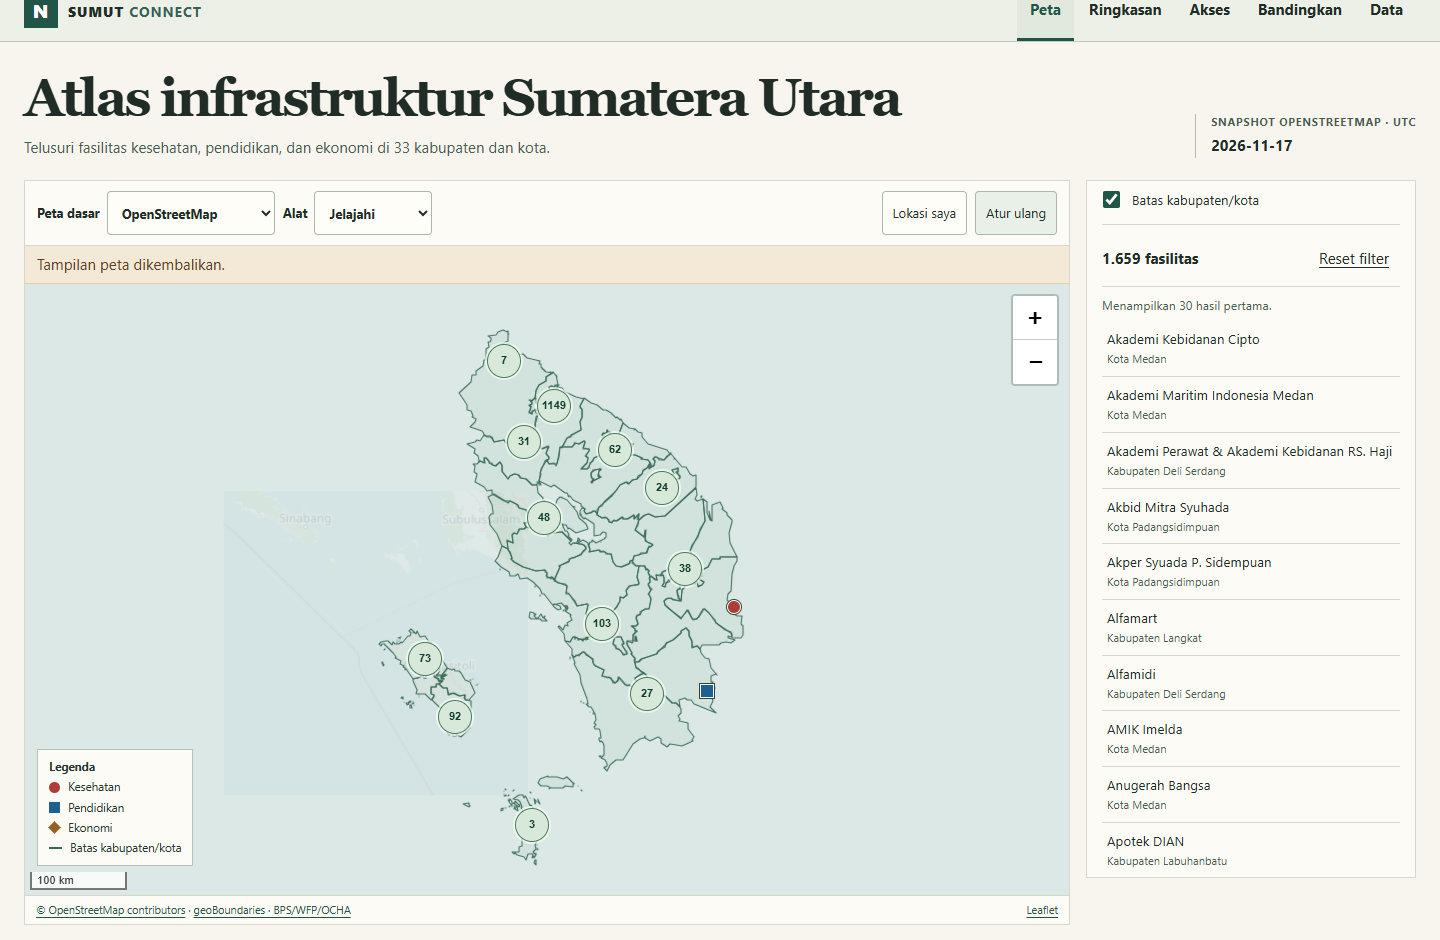 N SUMUT CONNECT
Peta Ringkasan Akses Bandingkan Data
Atlas infrastruktur Sumatera Utara
Telusuri fasilitas kesehatan, pendidikan, dan ekonomi di 33 kabupaten dan kota.
SNAPSHOT OPENSTREETMAP · UTC
2026-11-17
Peta dasar OpenStreetMap Alat Jelajahi Lokasi saya Atur ulang
Tampilan peta dikembalikan.
+
−
7
1149
31
62
24
48
Sinabang
Subulussalam
38
103
73
27
92
3
Legenda
Kesehatan
Pendidikan
Ekonomi
Batas kabupaten/kota
100 km
© OpenStreetMap contributors · geoBoundaries · BPS/WFP/OCHA
Leaflet
Batas kabupaten/kota
1.659 fasilitas Reset filter
Menampilkan 30 hasil pertama.
Akademi Kebidanan Cipto
Kota Medan
Akademi Maritim Indonesia Medan
Kota Medan
Akademi Perawat & Akademi Kebidanan RS. Haji
Kabupaten Deli Serdang
Akbid Mitra Syuhada
Kota Padangsidimpuan
Akper Syuada P. Sidempuan
Kota Padangsidimpuan
Alfamart
Kabupaten Langkat
Alfamidi
Kabupaten Deli Serdang
AMIK Imelda
Kota Medan
Anugerah Bangsa
Kota Medan
Apotek DIAN
Kabupaten Labuhanbatu